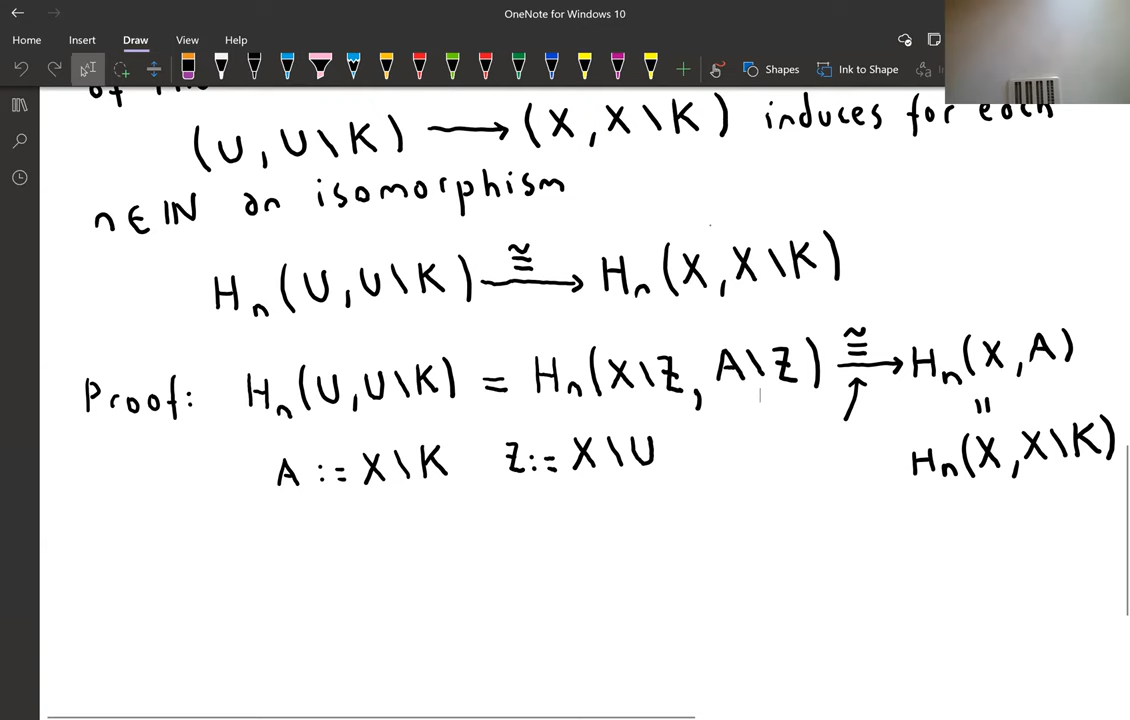 OneNote for Windows 10
Home Insert Draw View Help
Shapes Ink to Shape
(U, U\K) ⟶ (X, X\K) induces for each
n∈ℕ an isomorphism
Hₙ(U, U\K) ≅⟶ Hₙ(X, X\K)
Proof: Hₙ(U, U\K) = Hₙ(X\Z, A\Z) ≅⟶ Hₙ(X, A)
↑ =
A := X\K Z := X\U Hₙ(X, X\K)